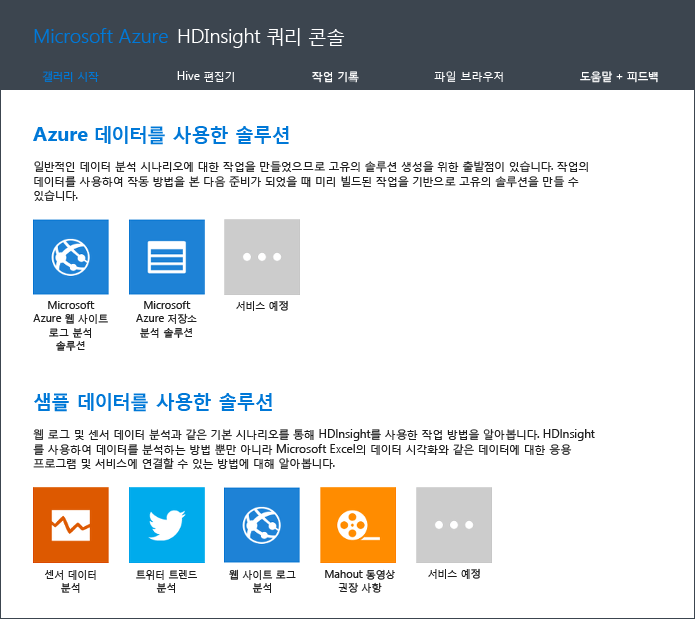 Microsoft Azure HDInsight 쿼리 콘솔
갤러리 시작 Hive 편집기 작업 기록 파일 브라우저 도움말 + 피드백
Azure 데이터를 사용한 솔루션
일반적인 데이터 분석 시나리오에 대한 작업을 만들었으므로 고유의 솔루션 생성을 위한 출발점이 있습니다. 작업의
데이터를 사용하여 작동 방법을 본 다음 준비가 되었을 때 미리 빌드된 작업을 기반으로 고유의 솔루션을 만들 수
있습니다.
Microsoft
Azure 웹 사이트
로그 분석
솔루션
Microsoft
Azure 저장소
분석 솔루션
서비스 예정
샘플 데이터를 사용한 솔루션
웹 로그 및 센서 데이터 분석과 같은 기본 시나리오를 통해 HDInsight를 사용한 작업 방법을 알아봅니다. HDInsight
를 사용하여 데이터를 분석하는 방법 뿐만 아니라 Microsoft Excel의 데이터 시각화와 같은 데이터에 대한 응용
프로그램 및 서비스에 연결할 수 있는 방법에 대해 알아봅니다.
센서 데이터
분석
트위터 트렌드
분석
웹 사이트 로그
분석
Mahout 동영상
권장 사항
서비스 예정